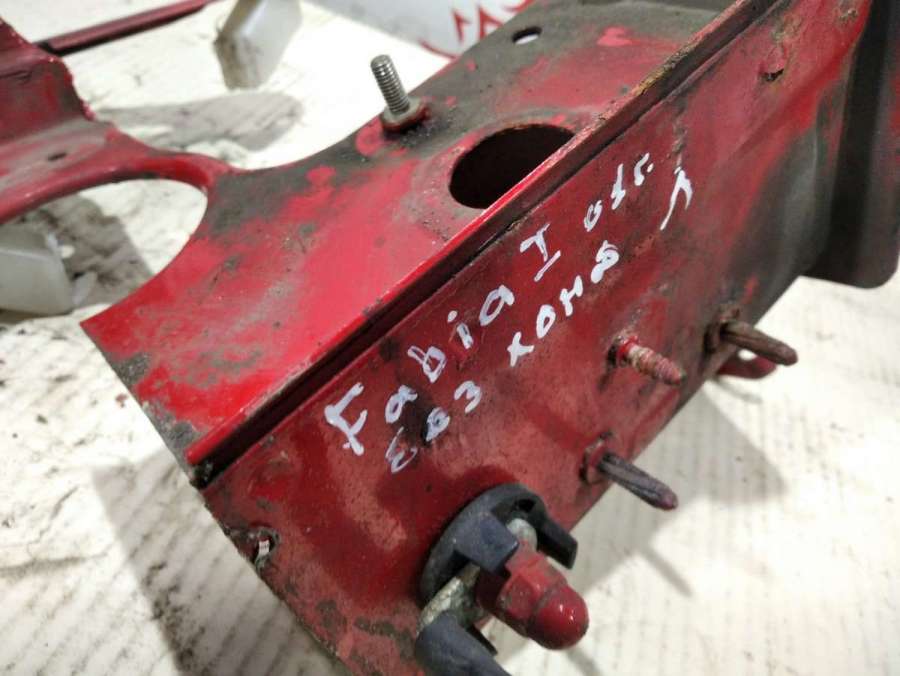 Fabia I 01г.
без конд Л